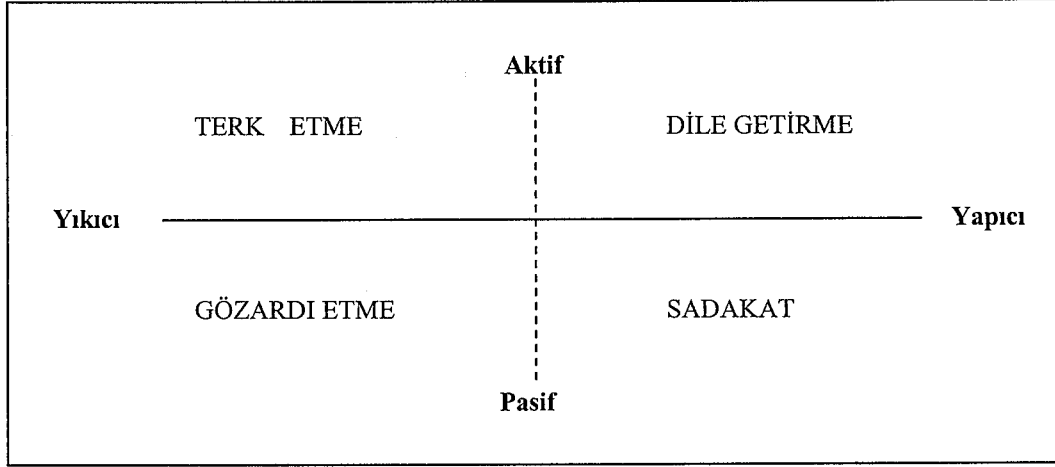 Aktif
TERK ETME DİLE GETİRME
Yıkıcı Yapıcı
GÖZARDI ETME SADAKAT
Pasif